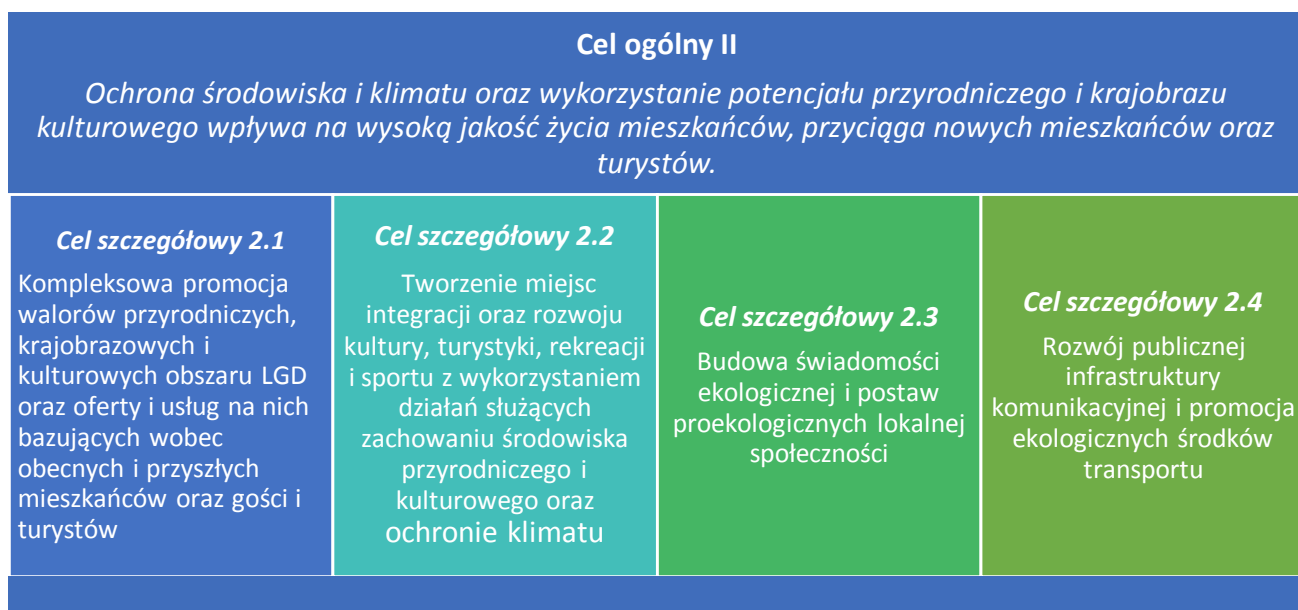 Cel ogólny II
Ochrona środowiska i klimatu oraz wykorzystanie potencjału przyrodniczego i krajobrazu
kulturowego wpływa na wysoką jakość życia mieszkańców, przyciąga nowych mieszkańców oraz
turystów.
Cel szczegółowy 2.1
Kompleksowa promocja
walorów przyrodniczych,
krajobrazowych i
kulturowych obszaru LGD
oraz oferty i usług na nich
bazujących wobec
obecnych i przyszłych
mieszkańców oraz gości i
turystów
Cel szczegółowy 2.2
Tworzenie miejsc
integracji oraz rozwoju
kultury, turystyki, rekreacji
i sportu z wykorzystaniem
działań służących
zachowaniu środowiska
przyrodniczego i
kulturowego oraz
ochronie klimatu
Cel szczegółowy 2.3
Budowa świadomości
ekologicznej i postaw
proekologicznych lokalnej
społeczności
Cel szczegółowy 2.4
Rozwój publicznej
infrastruktury
komunikacyjnej i promocja
ekologicznych środków
transportu